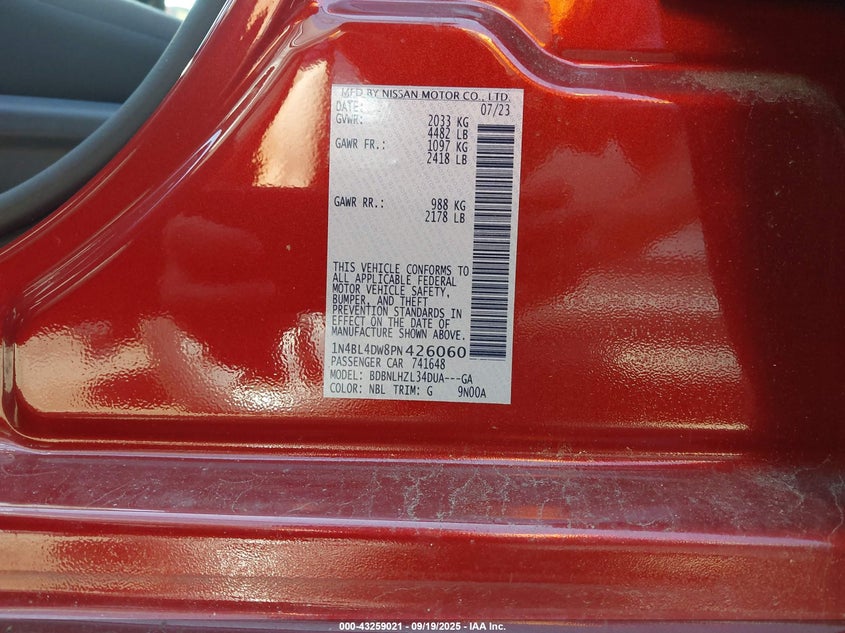 MFD BY NISSAN MOTOR CO., LTD.
DATE: 07/23
GVWR: 2033 KG
4482 LB
GAWR FR.: 1097 KG
2418 LB
GAWR RR.: 988 KG
2178 LB
THIS VEHICLE CONFORMS TO
ALL APPLICABLE FEDERAL
MOTOR VEHICLE SAFETY,
BUMPER, AND THEFT
PREVENTION STANDARDS IN
EFFECT ON THE DATE OF
MANUFACTURE SHOWN ABOVE.
1N4BL4DW8PN426060
PASSENGER CAR 741648
MODEL: BDBNLHZL34DUA---GA
COLOR: NBL TRIM: G 9N00A
000-43259021 - 09/19/2025 - IAA Inc.